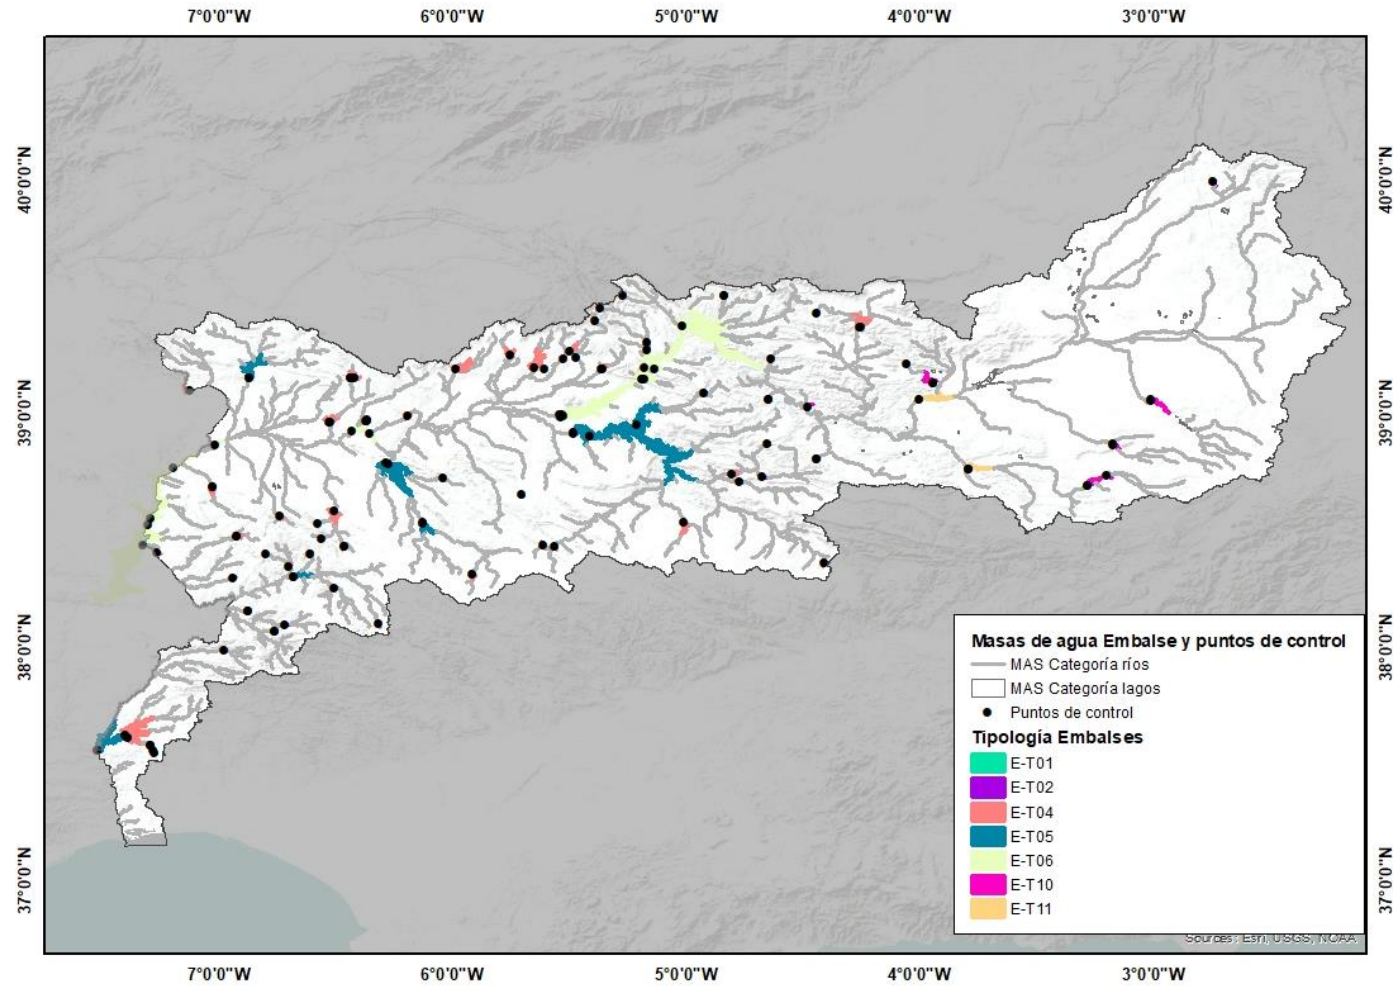 7°0'0"W 6°0'0"W 5°0'0"W 4°0'0"W 3°0'0"W
40°0'0"N 40°0'0"N
39°0'0"N 39°0'0"N
38°0'0"N 38°0'0"N
37°0'0"N 37°0'0"N
Masas de agua Embalse y puntos de control
MAS Categoría ríos
MAS Categoría lagos
Puntos de control
Tipología Embalses
E-T01
E-T02
E-T04
E-T05
E-T06
E-T10
E-T11
Sources: Esri, USGS, NOAA
7°0'0"W 6°0'0"W 5°0'0"W 4°0'0"W 3°0'0"W